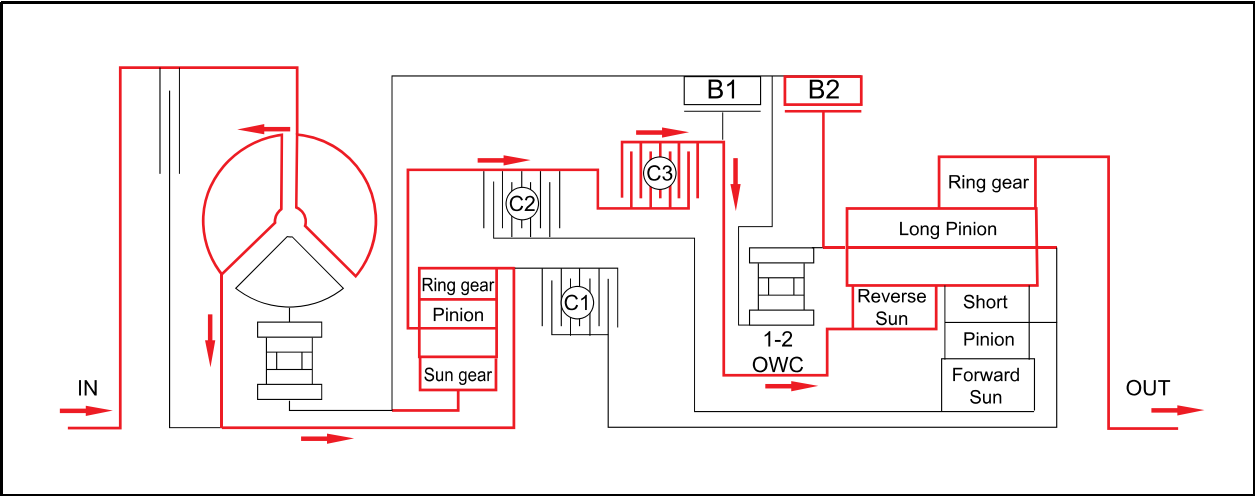 B1
B2
C3
Ring gear
C2
Long Pinion
Ring gear
C1
Reverse
Sun
Short
Pinion
1-2
OWC
Pinion
Sun gear
Forward
Sun
IN
OUT